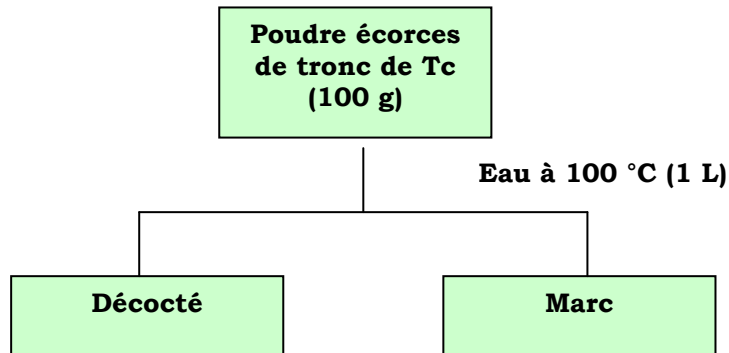 Poudre écorces
de tronc de Tc
(100 g)
Eau à 100 °C (1 L)
Décocté
Marc